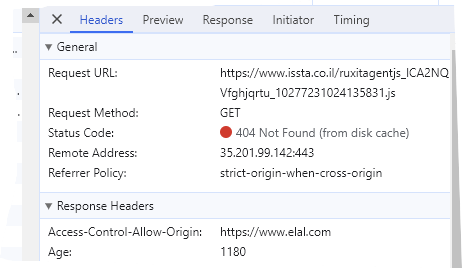 Headers Preview Response Initiator Timing
General
Request URL: https://www.issta.co.il/ruxitagentjs_ICA2NQ
Vfghjqrtu_10277231024135831.js
Request Method: GET
Status Code: 404 Not Found (from disk cache)
Remote Address: 35.201.99.142:443
Referrer Policy: strict-origin-when-cross-origin
Response Headers
Access-Control-Allow-Origin: https://www.elal.com
Age: 1180